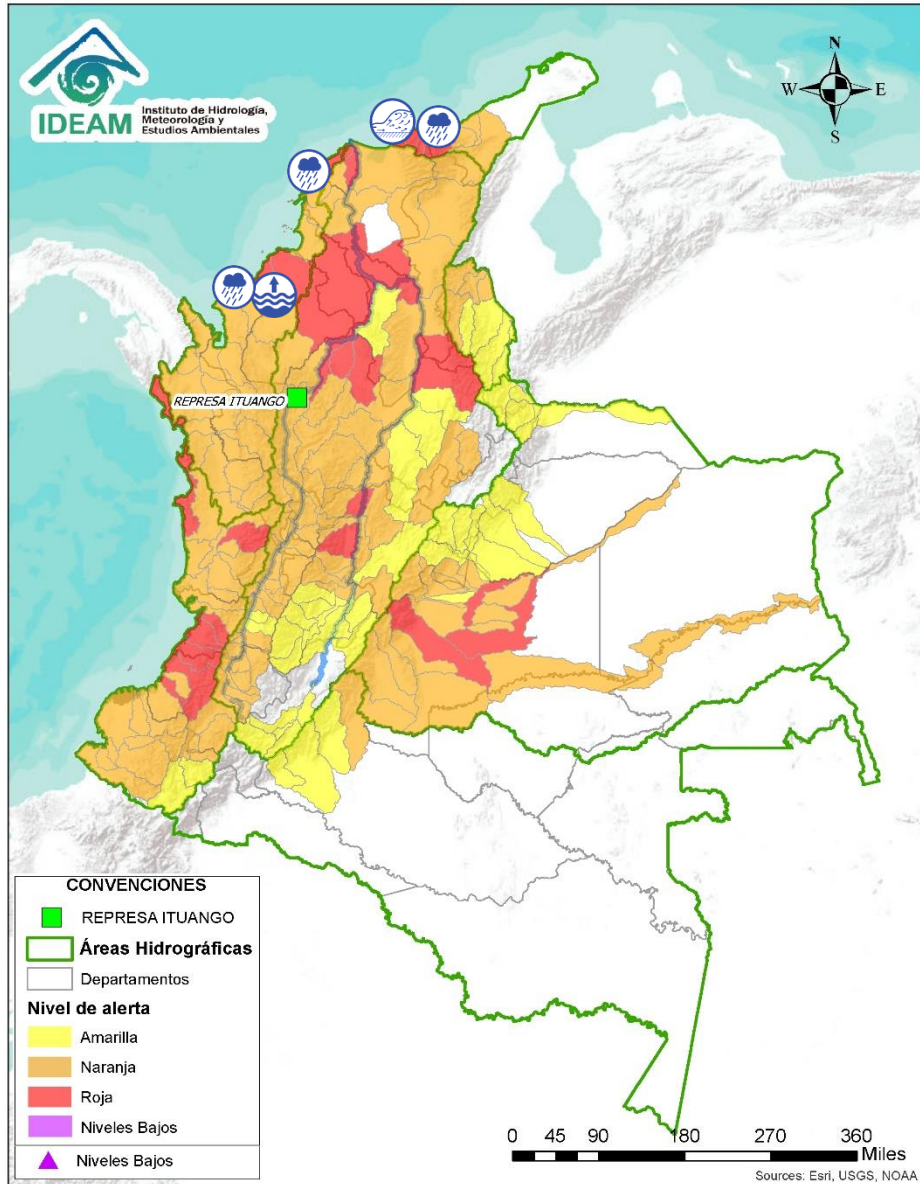 IDEAM
Instituto de Hidrología,
Meteorología y
Estudios Ambientales
N
W
E
S
REPRESA ITUANGO
CONVENCIONES
REPRESA ITUANGO
Áreas Hidrográficas
Departamentos
Nivel de alerta
Amarilla
Naranja
Roja
Niveles Bajos
Niveles Bajos
0 45 90 180 270 360
Miles
Sources: Esri, USGS, NOAA